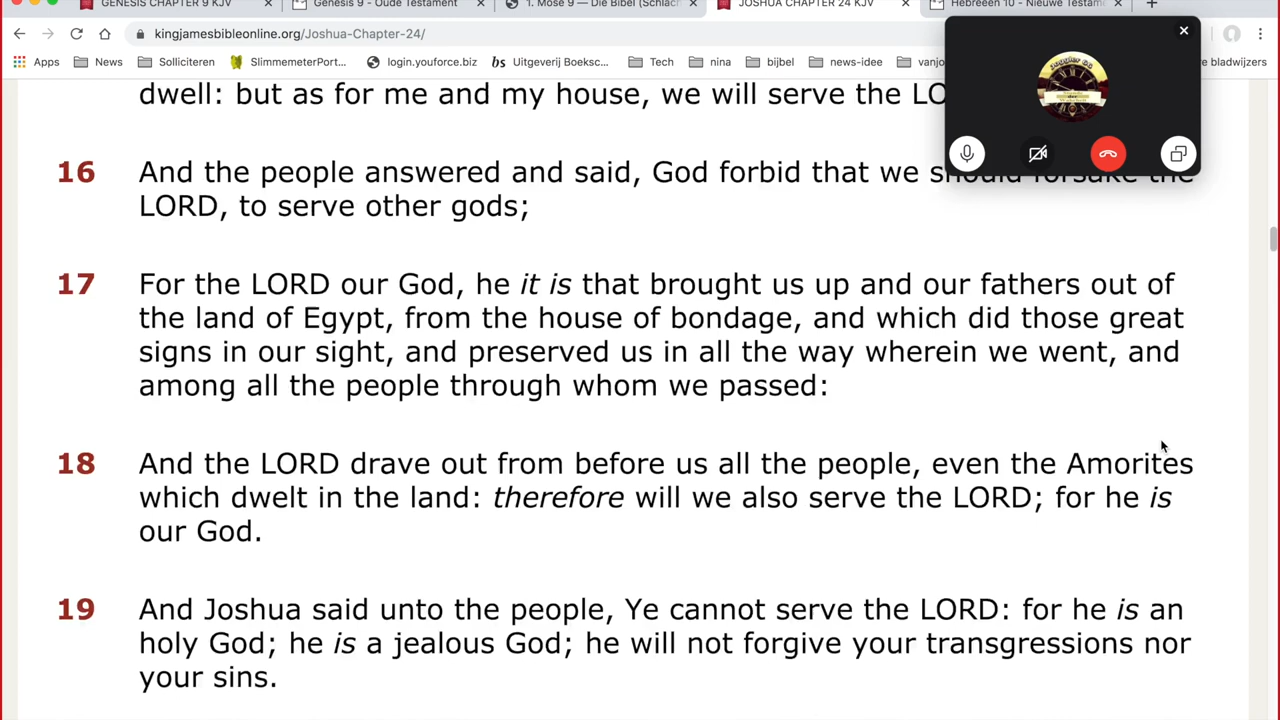 GENESIS CHAPTER 9 KJV
Genesis 9 - Oude Testament
1. Mose 9 — Die Bibel (Schlach
JOSHUA CHAPTER 24 KJV
Hebreeën 10 - Nieuwe Testame
kingjamesbibleonline.org/Joshua-Chapter-24/
Apps News Solliciteren SlimmemeterPort... login.youforce.biz bs Uitgeverij Boeksc... Tech nina bijbel news-idee vanjo re bladwijzers
dwell: but as for me and my house, we will serve the LO
16 And the people answered and said, God forbid that we should forsake the
LORD, to serve other gods;
17 For the LORD our God, he it is that brought us up and our fathers out of
the land of Egypt, from the house of bondage, and which did those great
signs in our sight, and preserved us in all the way wherein we went, and
among all the people through whom we passed:
18 And the LORD drave out from before us all the people, even the Amorites
which dwelt in the land: therefore will we also serve the LORD; for he is
our God.
19 And Joshua said unto the people, Ye cannot serve the LORD: for he is an
holy God; he is a jealous God; he will not forgive your transgressions nor
your sins.